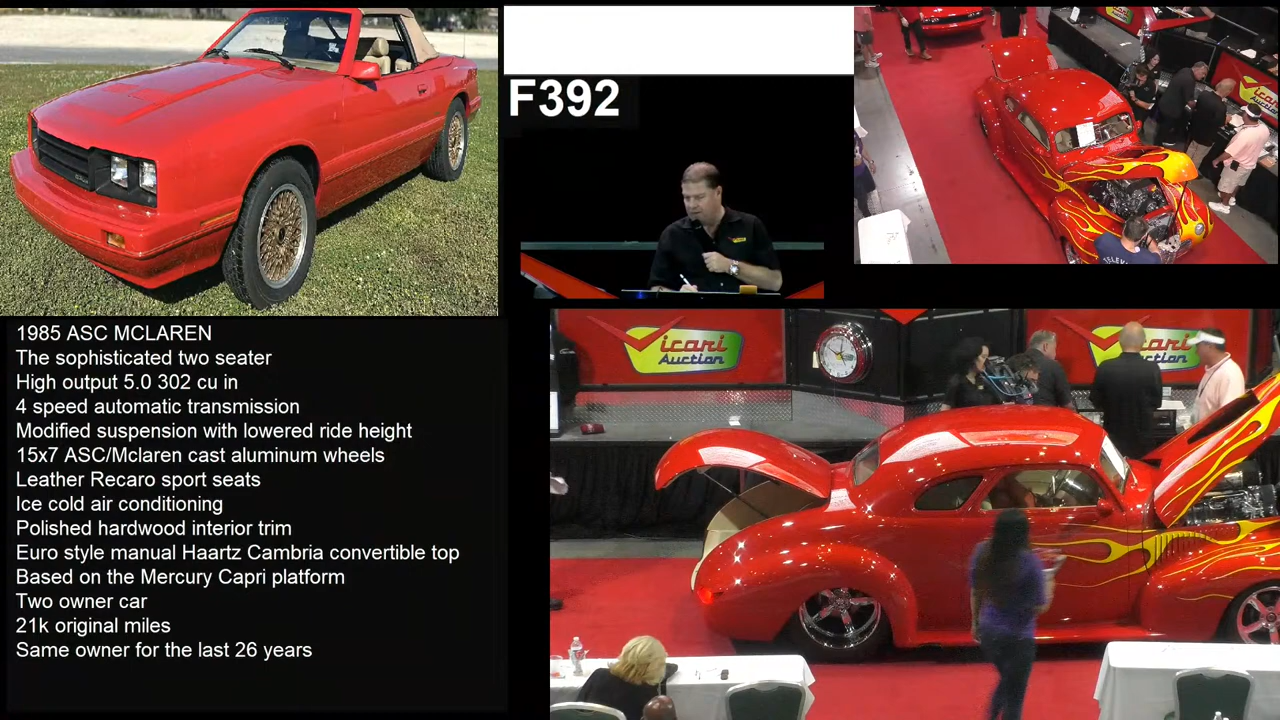 F392
1985 ASC MCLAREN
The sophisticated two seater
High output 5.0 302 cu in
4 speed automatic transmission
Modified suspension with lowered ride height
15x7 ASC/Mclaren cast aluminum wheels
Leather Recaro sport seats
Ice cold air conditioning
Polished hardwood interior trim
Euro style manual Haartz Cambria convertible top
Based on the Mercury Capri platform
Two owner car
21k original miles
Same owner for the last 26 years
Vicari
Auction
Vicari
Auction
Vicari